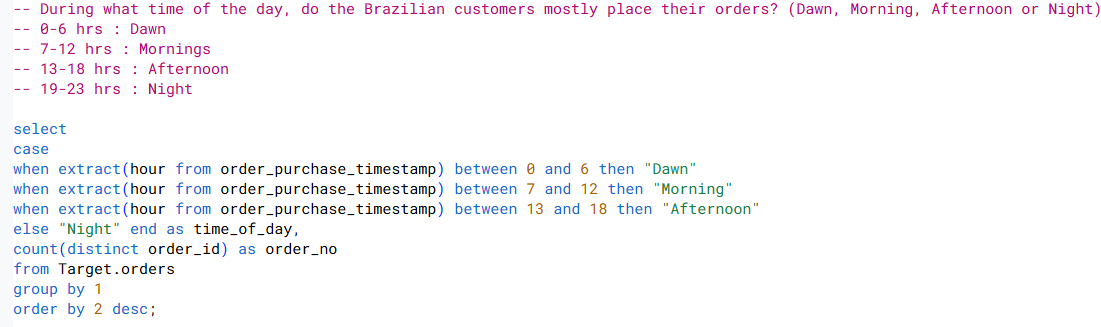 -- During what time of the day, do the Brazilian customers mostly place their orders? (Dawn, Morning, Afternoon or Night)
-- 0-6 hrs : Dawn
-- 7-12 hrs : Mornings
-- 13-18 hrs : Afternoon
-- 19-23 hrs : Night
select
case
when extract(hour from order_purchase_timestamp) between 0 and 6 then "Dawn"
when extract(hour from order_purchase_timestamp) between 7 and 12 then "Morning"
when extract(hour from order_purchase_timestamp) between 13 and 18 then "Afternoon"
else "Night" end as time_of_day,
count(distinct order_id) as order_no
from Target.orders
group by 1
order by 2 desc;